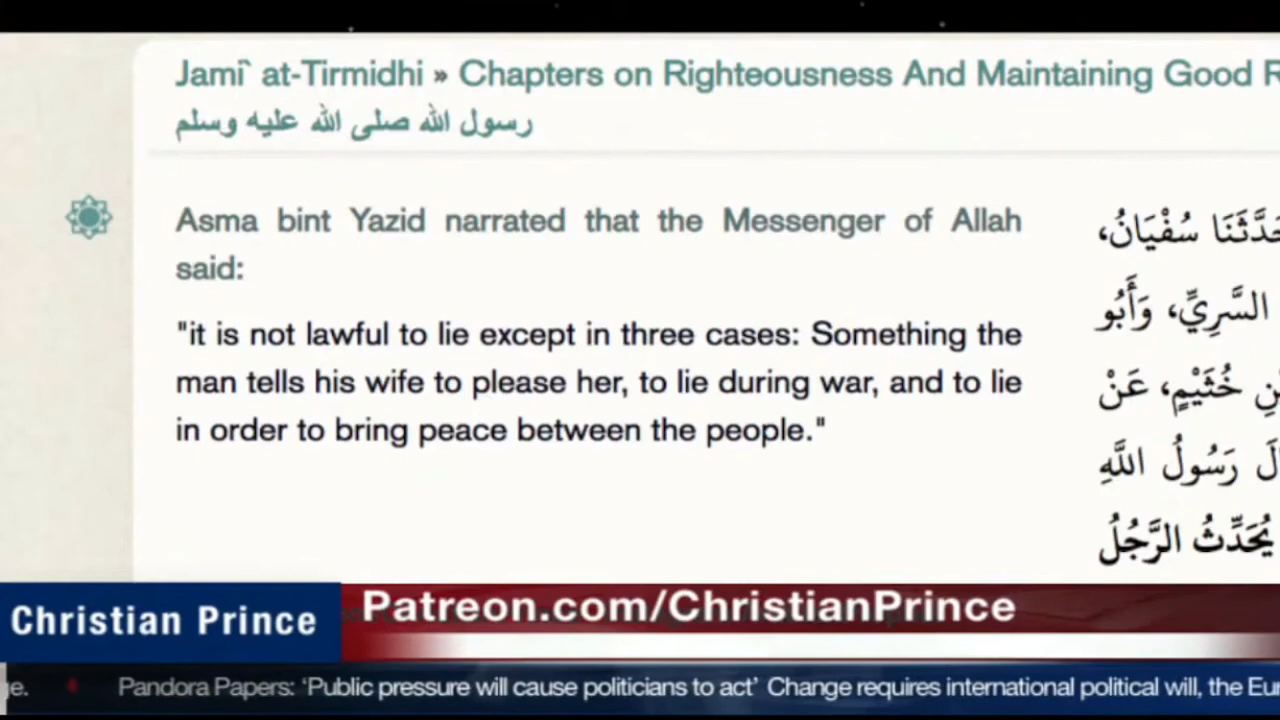 Jami` at-Tirmidhi » Chapters on Righteousness And Maintaining Good R
رسول الله صلى الله عليه وسلم
Asma bint Yazid narrated that the Messenger of Allah
said:
"it is not lawful to lie except in three cases: Something the
man tells his wife to please her, to lie during war, and to lie
in order to bring peace between the people."
حَدَّثَنَا سُفْيَانُ،
السَّرِيِّ، وَأَبُو
بْنِ خُثَيْمٍ، عَنْ
قَالَ رَسُولُ اللَّهِ
يُحَدِّثُ الرَّجُلُ
Christian Prince
Patreon.com/ChristianPrince
ge. Pandora Papers: ‘Public pressure will cause politicians to act’ Change requires international political will, the Eur